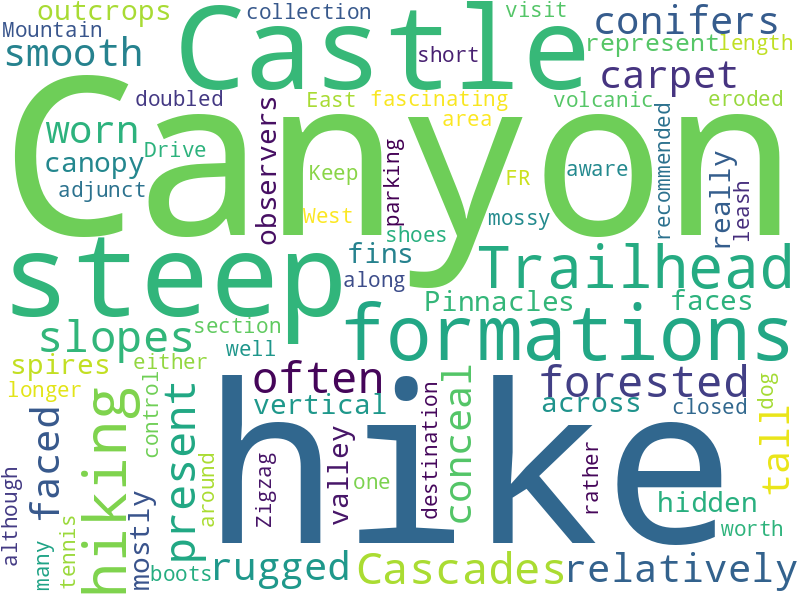 outcrops
collection
visit
conifers
Mountain
Castle
short
represent
length
smooth
carpet
doubled
East
fascinating
volcanic
eroded
Canyon
worn
observers
area
recommended
canopy
Drive
Keep
parking
FR
aware
really
leash
adjunct
West
mossy
shoes
steep
fins
Trailhead
along
Pinnacles
faces
slopes
section
formations
well
spires
either
often
forested
longer
hiking
control
present
hike
vertical
conceal
across
closed
dog
tall
faced
destination
valley
although
around
Zigzag
one
rather
hidden
many
tennis
mostly
worth
boots
rugged
Cascades
relatively